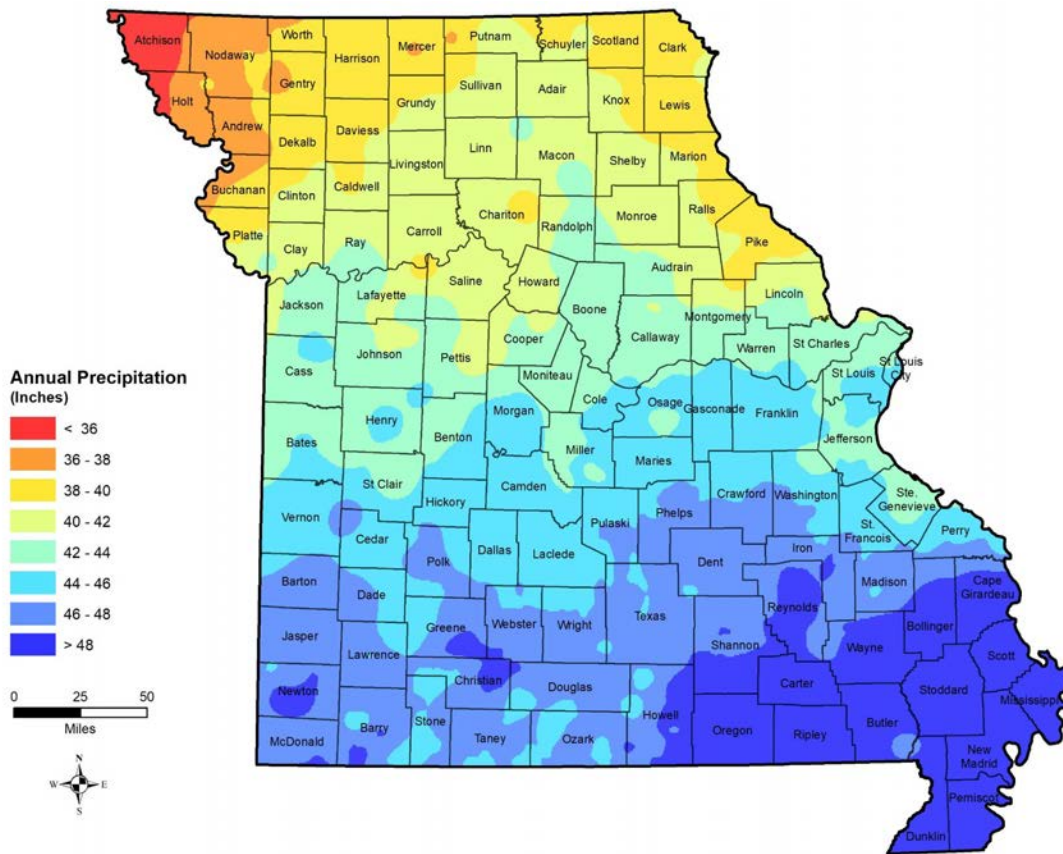 Atchison
Nodaway
Worth
Harrison
Mercer
Putnam
Schuyler
Scotland
Clark
Gentry
Sullivan
Adair
Knox
Lewis
Holt
Andrew
Dekalb
Daviess
Grundy
Livingston
Linn
Macon
Shelby
Marion
Buchanan
Clinton
Caldwell
Chariton
Randolph
Monroe
Ralls
Pike
Platte
Clay
Ray
Carroll
Saline
Howard
Audrain
Lincoln
Jackson
Lafayette
Boone
Callaway
Montgomery
Warren
St Charles
Cass
Johnson
Pettis
Cooper
Moniteau
Cole
Osage
Gasconade
Franklin
St Louis
St Louis
City
Jefferson
Bates
Henry
Benton
Morgan
Miller
Maries
St Clair
Hickory
Camden
Crawford
Washington
Ste.
Genevieve
Vernon
Cedar
Polk
Dallas
Laclede
Pulaski
Phelps
Dent
Iron
St.
Francois
Perry
Barton
Dade
Madison
Cape
Girardeau
Jasper
Lawrence
Greene
Webster
Wright
Texas
Shannon
Reynolds
Wayne
Bollinger
Scott
Newton
Christian
Douglas
Howell
Carter
Butler
Stoddard
Mississippi
McDonald
Barry
Stone
Taney
Ozark
Oregon
Ripley
New
Madrid
Pemiscot
Dunklin
Annual Precipitation
(Inches)
< 36
36 - 38
38 - 40
40 - 42
42 - 44
44 - 46
46 - 48
> 48
0 25 50
Miles
N
W E
S